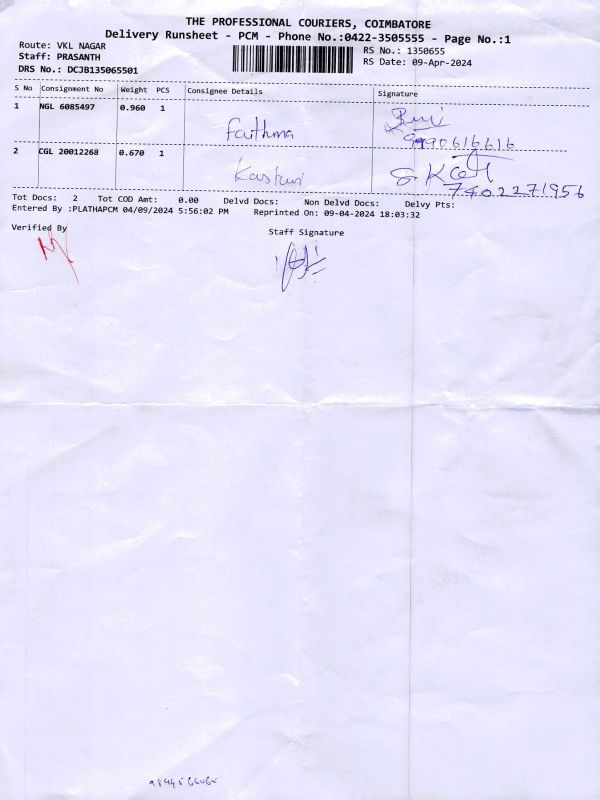 THE PROFESSIONAL COURIERS, COIMBATORE
Delivery Runsheet - PCM - Phone No.:0422-3505555 - Page No.:1
Route: VKL NAGAR
RS No.: 1350655
Staff: PRASANTH
RS Date: 09-Apr-2024
DRS No.: DCJB135065501
S No Consignment No Weight PCS Consignee Details Signature
1 NGL 6085497 0.960 1
Faithma
9990616616
2 CGL 20012268 0.670 1
Kasturi
7402271956
Tot Docs: 2 Tot COD Amt: 0.00 Delvd Docs: Non Delvd Docs: Delvy Pts:
Entered By :PLATHAPCM 04/09/2024 5:56:02 PM Reprinted On: 09-04-2024 18:03:32
Verified By Staff Signature